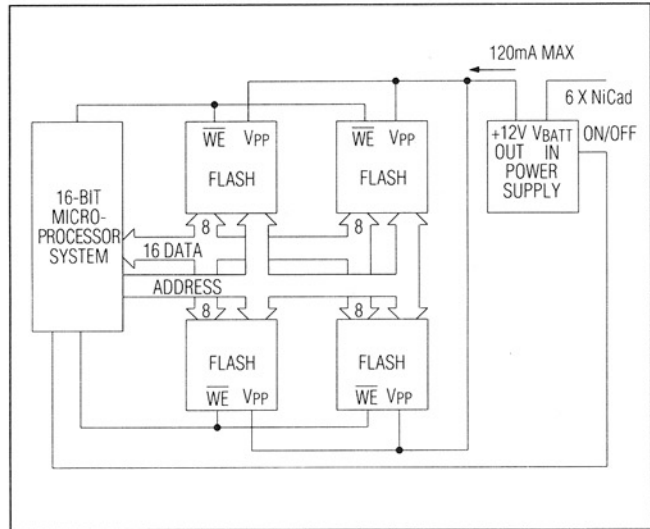 120mA MAX
6 X NiCad
+12V VBATT ON/OFF
OUT IN
POWER
SUPPLY
WE VPP
FLASH
WE VPP
FLASH
16-BIT
MICRO-
PROCESSOR
SYSTEM
8
8
16 DATA
ADDRESS
8
8
FLASH
WE VPP
FLASH
WE VPP